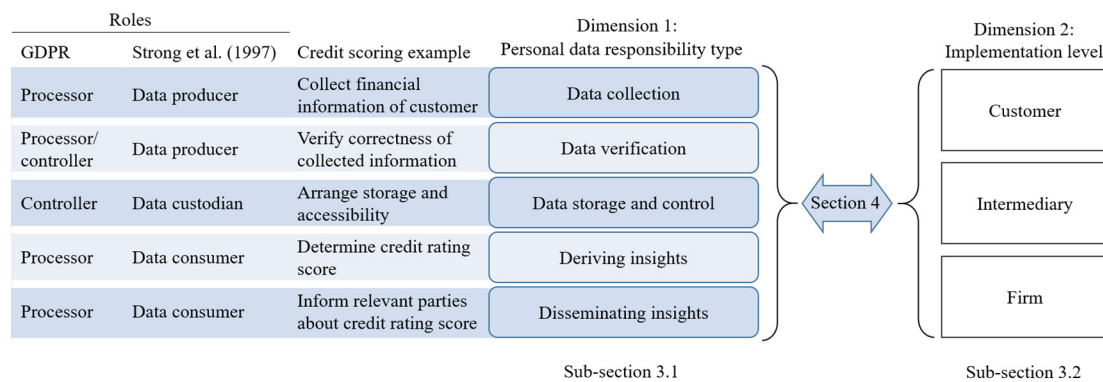 Roles
Dimension 1:
Personal data responsibility type
Dimension 2:
Implementation level
GDPR
Strong et al. (1997)
Credit scoring example
Processor
Data producer
Collect financial
information of customer
Data collection
Processor/
controller
Data producer
Verify correctness of
collected information
Data verification
Controller
Data custodian
Arrange storage and
accessibility
Data storage and control
Processor
Data consumer
Determine credit rating
score
Deriving insights
Processor
Data consumer
Inform relevant parties
about credit rating score
Disseminating insights
Section 4
Customer
Intermediary
Firm
Sub-section 3.1
Sub-section 3.2